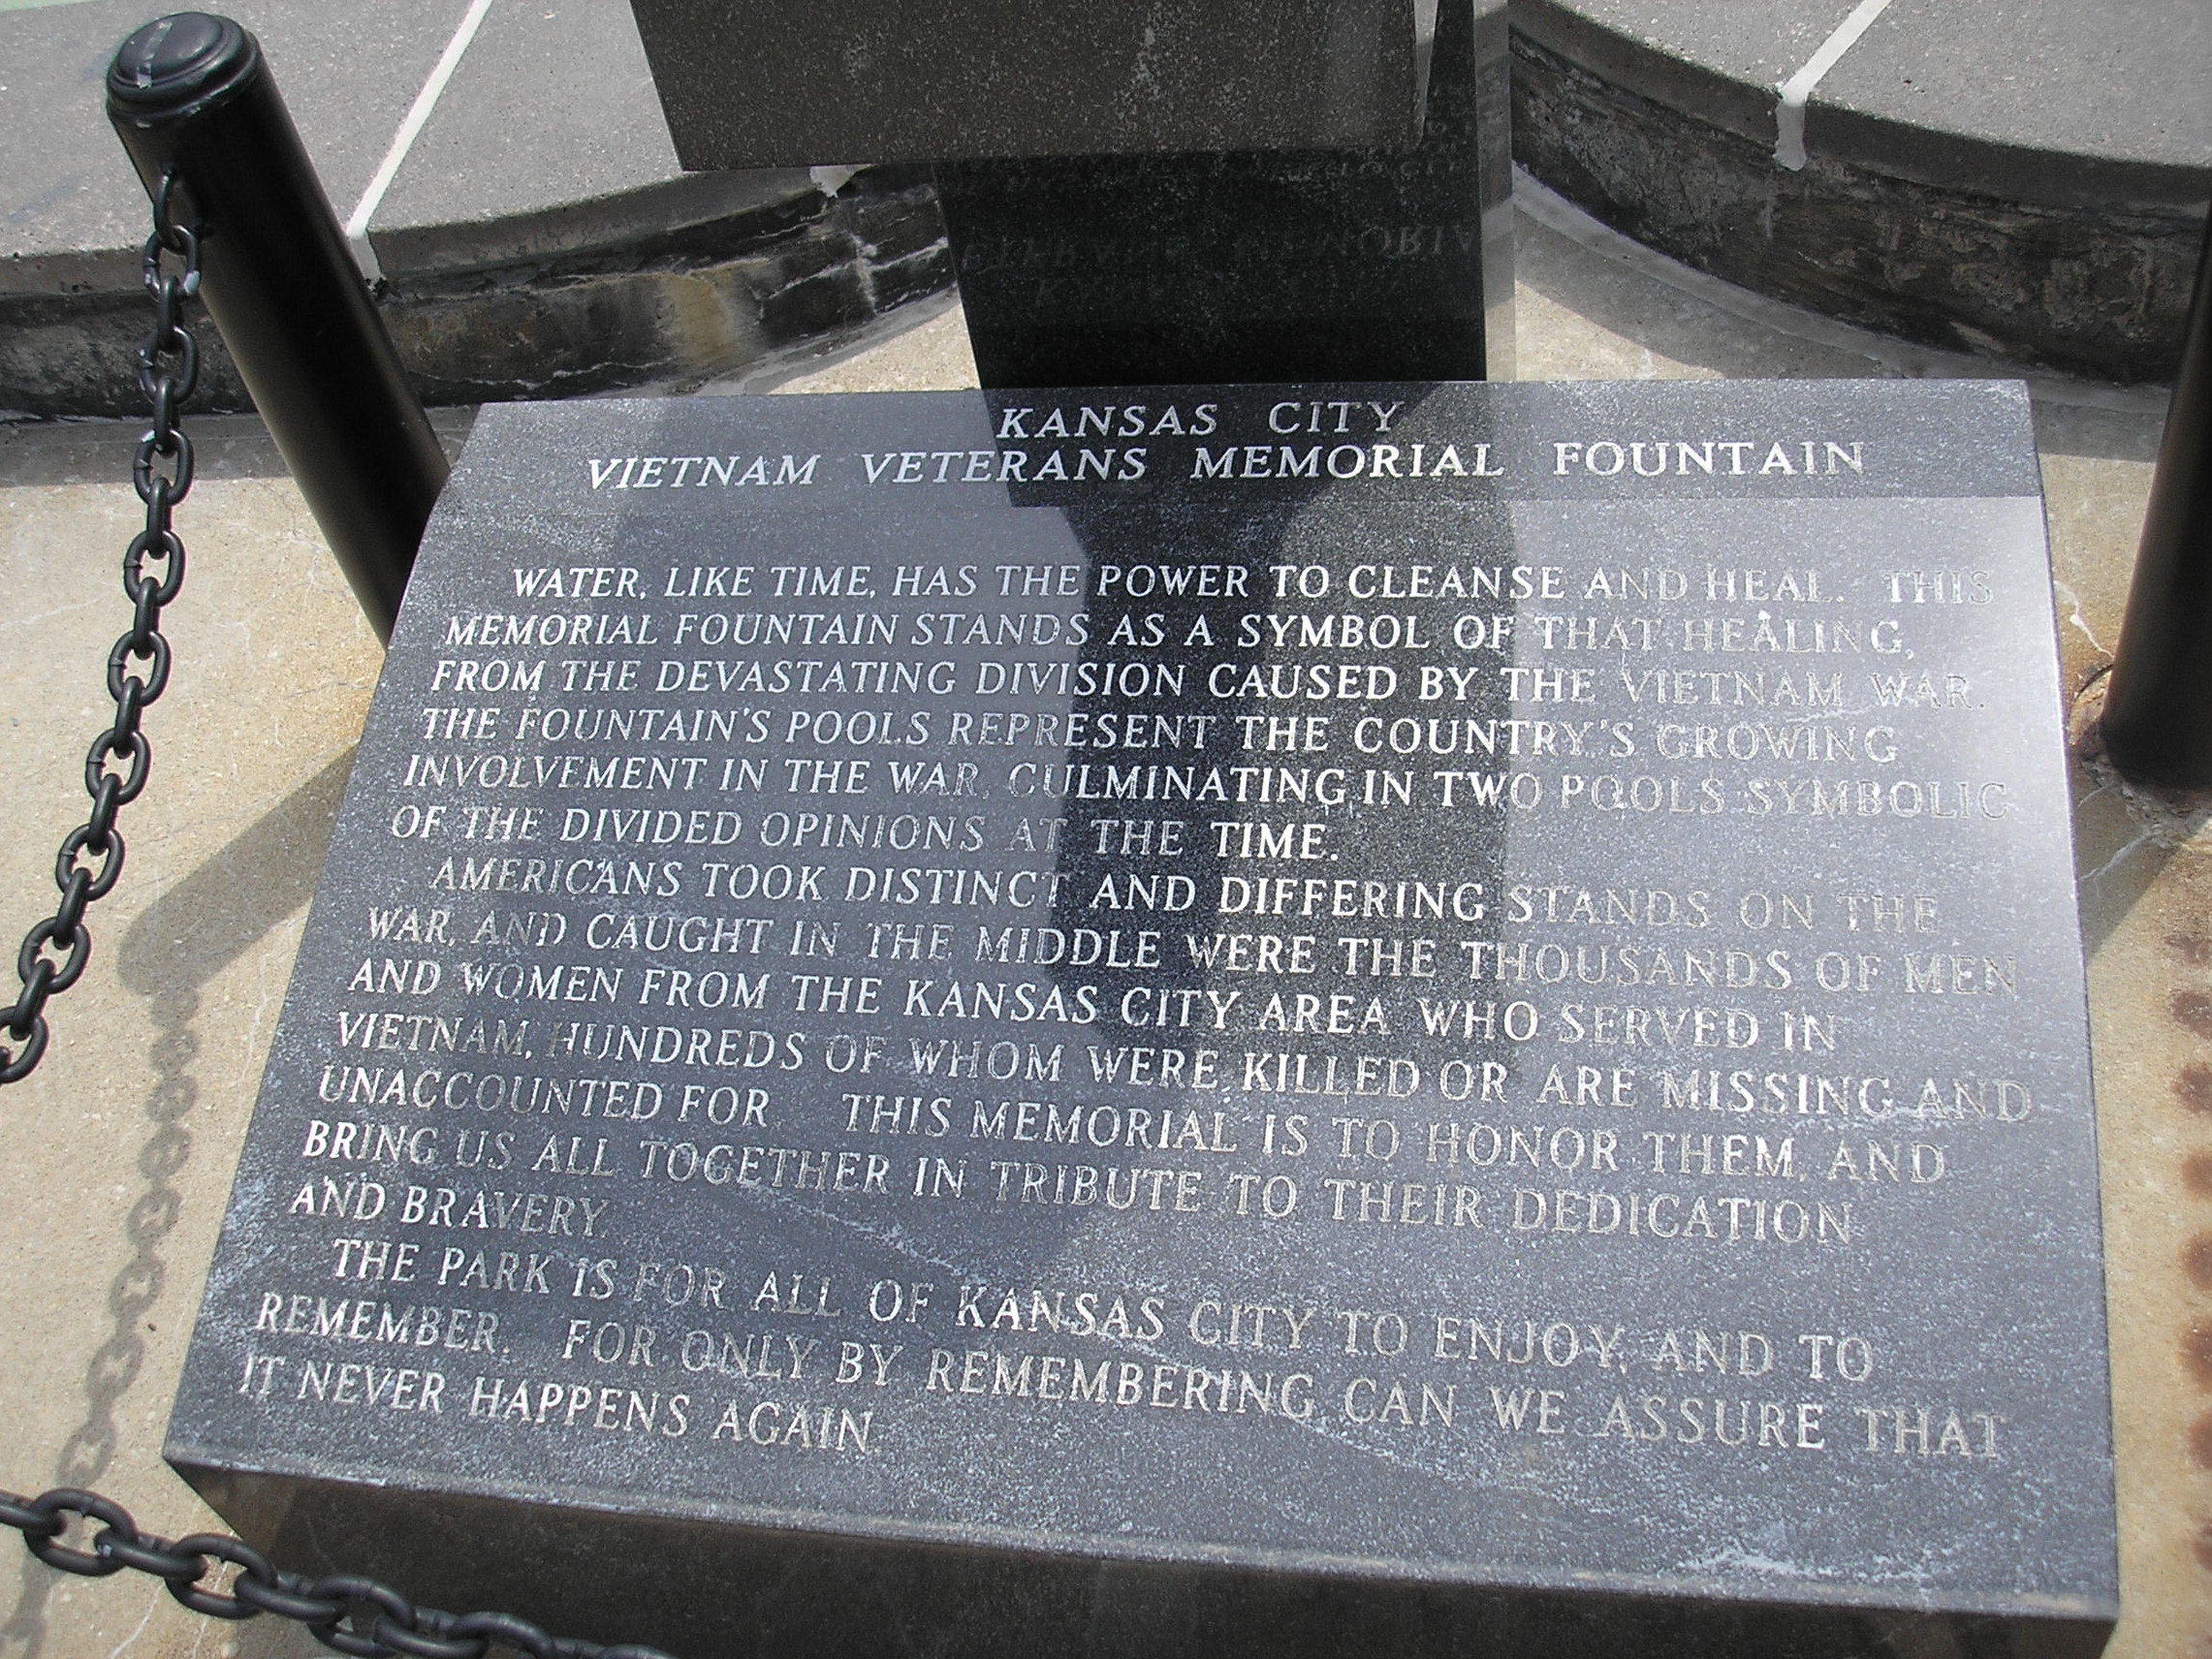 KANSAS CITY
VIETNAM VETERANS MEMORIAL FOUNTAIN
WATER, LIKE TIME, HAS THE POWER TO CLEANSE AND HEAL. THIS
MEMORIAL FOUNTAIN STANDS AS A SYMBOL OF THAT HEALING,
FROM THE DEVASTATING DIVISION CAUSED BY THE VIETNAM WAR.
THE FOUNTAIN'S POOLS REPRESENT THE COUNTRY'S GROWING
INVOLVEMENT IN THE WAR, CULMINATING IN TWO POOLS SYMBOLIC
OF THE DIVIDED OPINIONS AT THE TIME.
AMERICANS TOOK DISTINCT AND DIFFERING STANDS ON THE
WAR, AND CAUGHT IN THE MIDDLE WERE THE THOUSANDS OF MEN
AND WOMEN FROM THE KANSAS CITY AREA WHO SERVED IN
VIETNAM, HUNDREDS OF WHOM WERE KILLED OR ARE MISSING AND
UNACCOUNTED FOR THIS MEMORIAL IS TO HONOR THEM, AND
BRING US ALL TOGETHER IN TRIBUTE TO THEIR DEDICATION
AND BRAVERY.
THE PARK IS FOR ALL OF KANSAS CITY TO ENJOY, AND TO
REMEMBER. FOR ONLY BY REMEMBERING CAN WE ASSURE THAT
IT NEVER HAPPENS AGAIN.